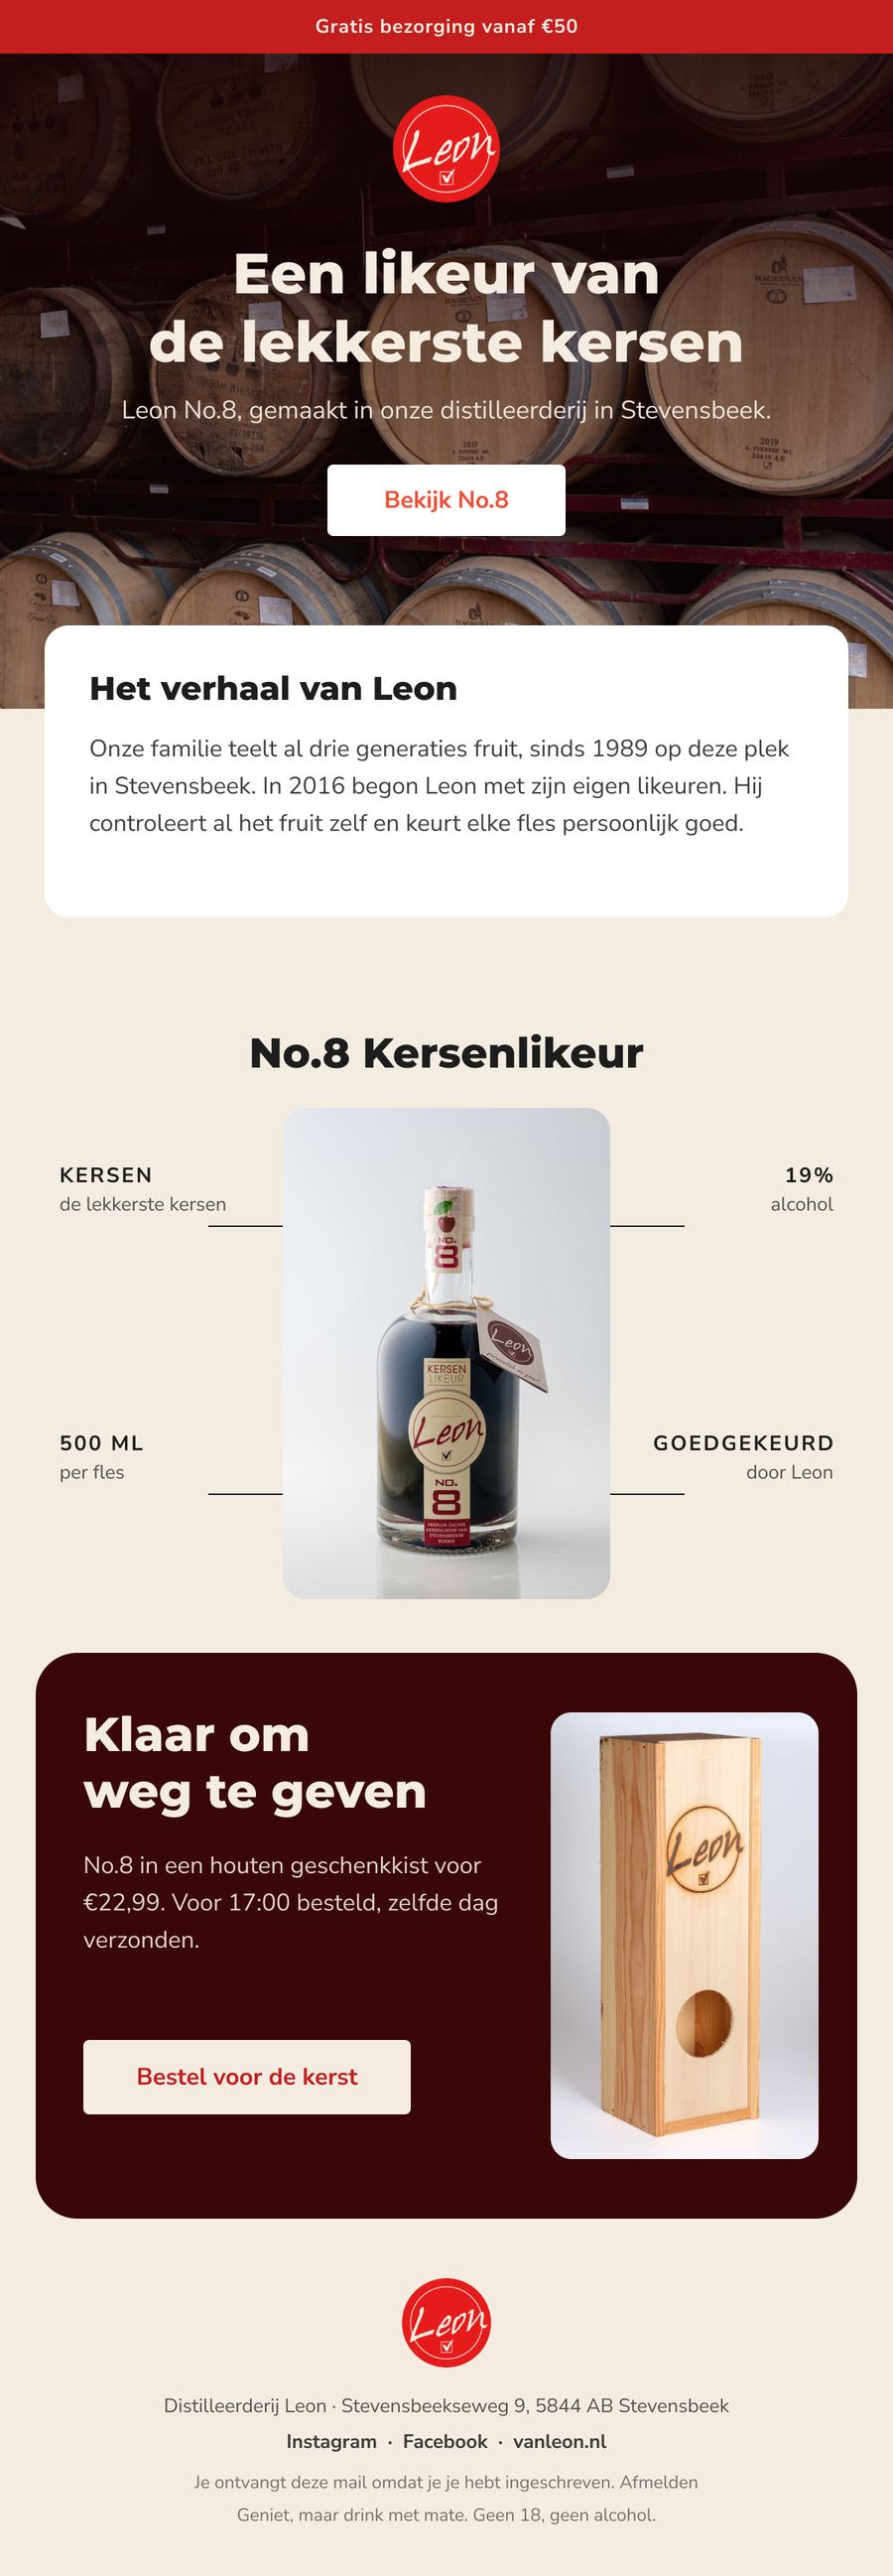 Gratis bezorging vanaf €50
Leon
Een likeur van
de lekkerste kersen
Leon No.8, gemaakt in onze distilleerderij in Stevensbeek.
Bekijk No.8
Het verhaal van Leon
Onze familie teelt al drie generaties fruit, sinds 1989 op deze plek
in Stevensbeek. In 2016 begon Leon met zijn eigen likeuren. Hij
controleert al het fruit zelf en keurt elke fles persoonlijk goed.
No.8 Kersenlikeur
KERSEN
de lekkerste kersen
19%
alcohol
NO.
8
Leon
KERSEN
LIKEUR
Leon
NO.
8
500 ML
per fles
GOEDGEKEURD
door Leon
Klaar om
weg te geven
No.8 in een houten geschenkkist voor
€22,99. Voor 17:00 besteld, zelfde dag
verzonden.
Bestel voor de kerst
Leon
Leon
Distilleerderij Leon · Stevensbeekseweg 9, 5844 AB Stevensbeek
Instagram · Facebook · vanleon.nl
Je ontvangt deze mail omdat je je hebt ingeschreven. Afmelden
Geniet, maar drink met mate. Geen 18, geen alcohol.